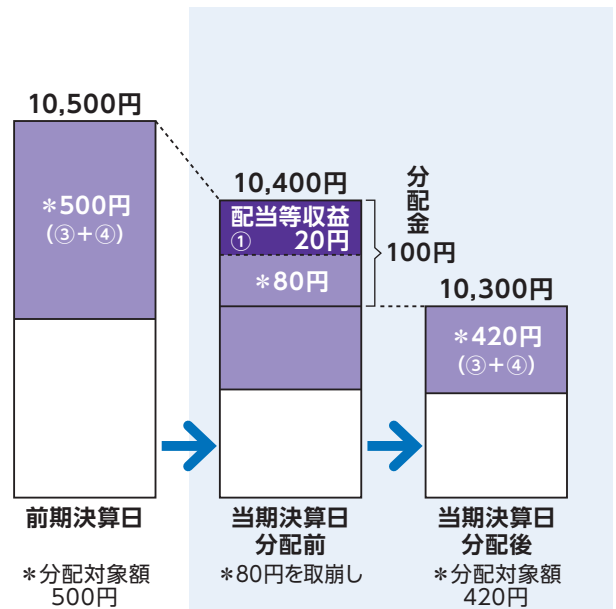 10,500円
*500円
(③+④)
前期決算日
*分配対象額
500円
10,400円
配当等収益
① 20円
*80円
分配金
100円
当期決算日
分配前
*80円を取崩し
10,300円
*420円
(③+④)
当期決算日
分配後
*分配対象額
420円